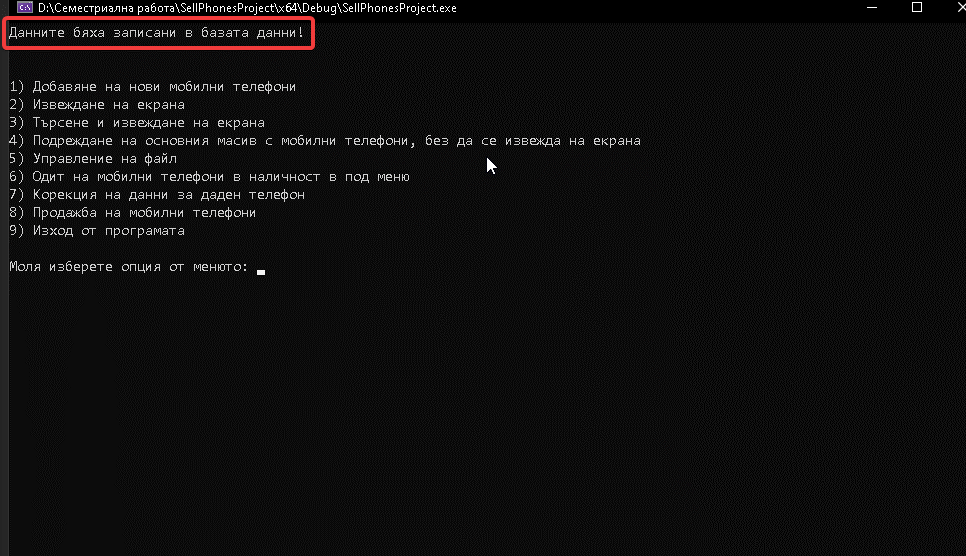 D:\Семестриална работа\SellPhonesProject\x64\Debug\SellPhonesProject.exe
Данните бяха записани в базата данни!
1) Добавяне на нови мобилни телефони
2) Извеждане на екрана
3) Търсене и извеждане на екрана
4) Подреждане на основния масив с мобилни телефони, без да се извежда на екрана
5) Управление на файл
6) Одит на мобилни телефони в наличност в под меню
7) Корекция на данни за даден телефон
8) Продажба на мобилни телефони
9) Изход от програмата
Моля изберете опция от менюто: